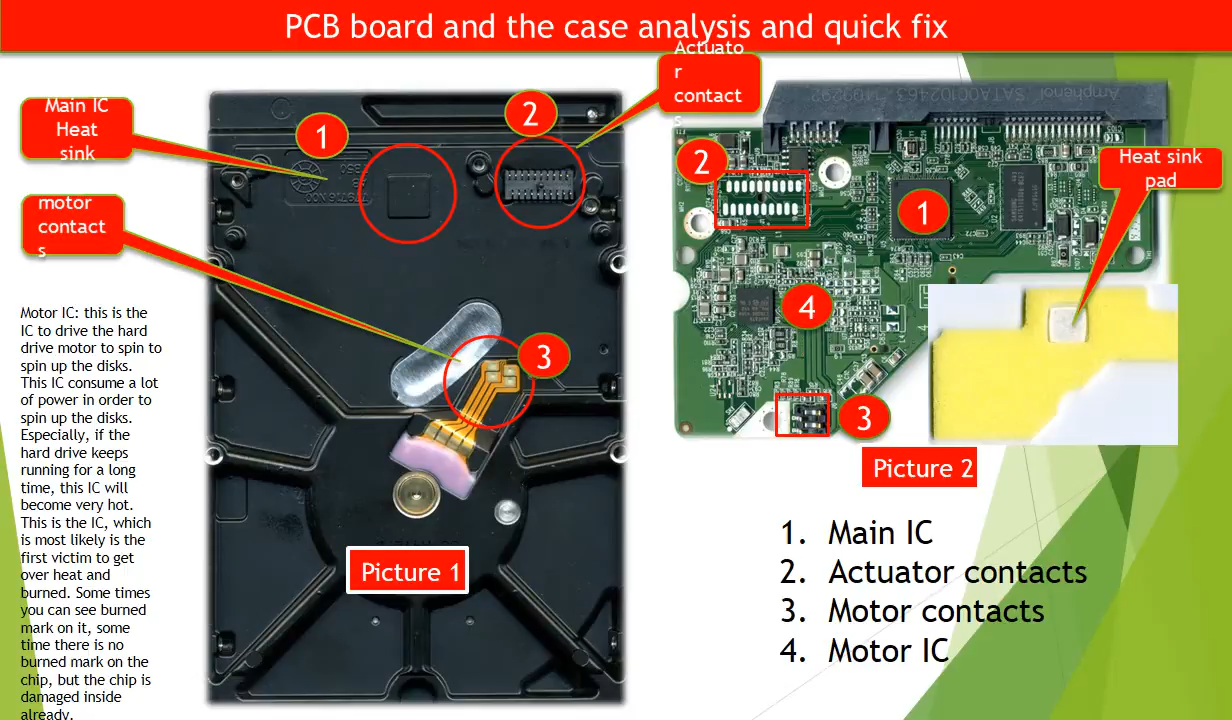 PCB board and the case analysis and quick fix
Actuato
r
contact
s
Main IC
Heat
sink
motor
contact
s
1
2
3
2
1
4
3
Amphenol SATA00102463 M09292
Heat sink
pad
Motor IC: this is the
IC to drive the hard
drive motor to spin to
spin up the disks.
This IC consume a lot
of power in order to
spin up the disks.
Especially, if the
hard drive keeps
running for a long
time, this IC will
become very hot.
This is the IC, which
is most likely is the
first victim to get
over heat and
burned. Some times
you can see burned
mark on it, some
time there is no
burned mark on the
chip, but the chip is
damaged inside
already.
Picture 1
Picture 2
1. Main IC
2. Actuator contacts
3. Motor contacts
4. Motor IC